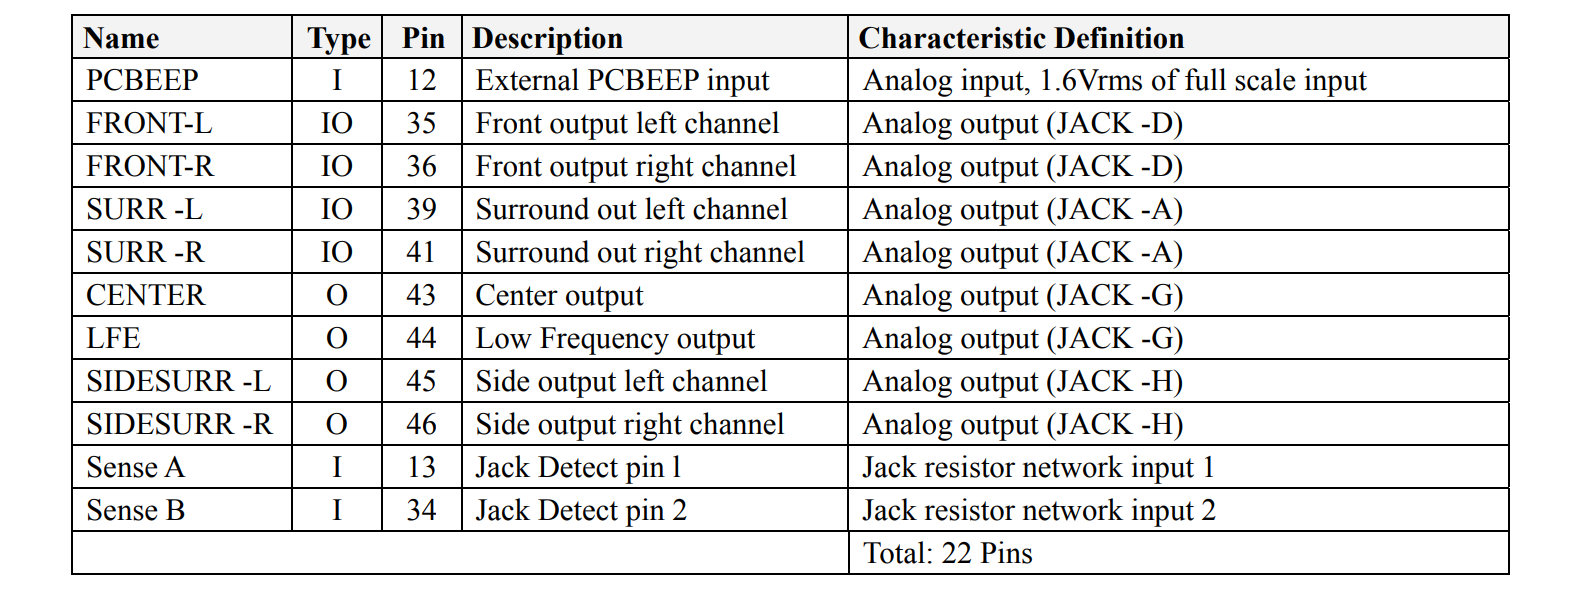 Name Type Pin Description Characteristic Definition
PCBEEP I 12 External PCBEEP input Analog input, 1.6Vrms of full scale input
FRONT-L IO 35 Front output left channel Analog output (JACK -D)
FRONT-R IO 36 Front output right channel Analog output (JACK -D)
SURR -L IO 39 Surround out left channel Analog output (JACK -A)
SURR -R IO 41 Surround out right channel Analog output (JACK -A)
CENTER O 43 Center output Analog output (JACK -G)
LFE O 44 Low Frequency output Analog output (JACK -G)
SIDESURR -L O 45 Side output left channel Analog output (JACK -H)
SIDESURR -R O 46 Side output right channel Analog output (JACK -H)
Sense A I 13 Jack Detect pin l Jack resistor network input 1
Sense B I 34 Jack Detect pin 2 Jack resistor network input 2
Total: 22 Pins